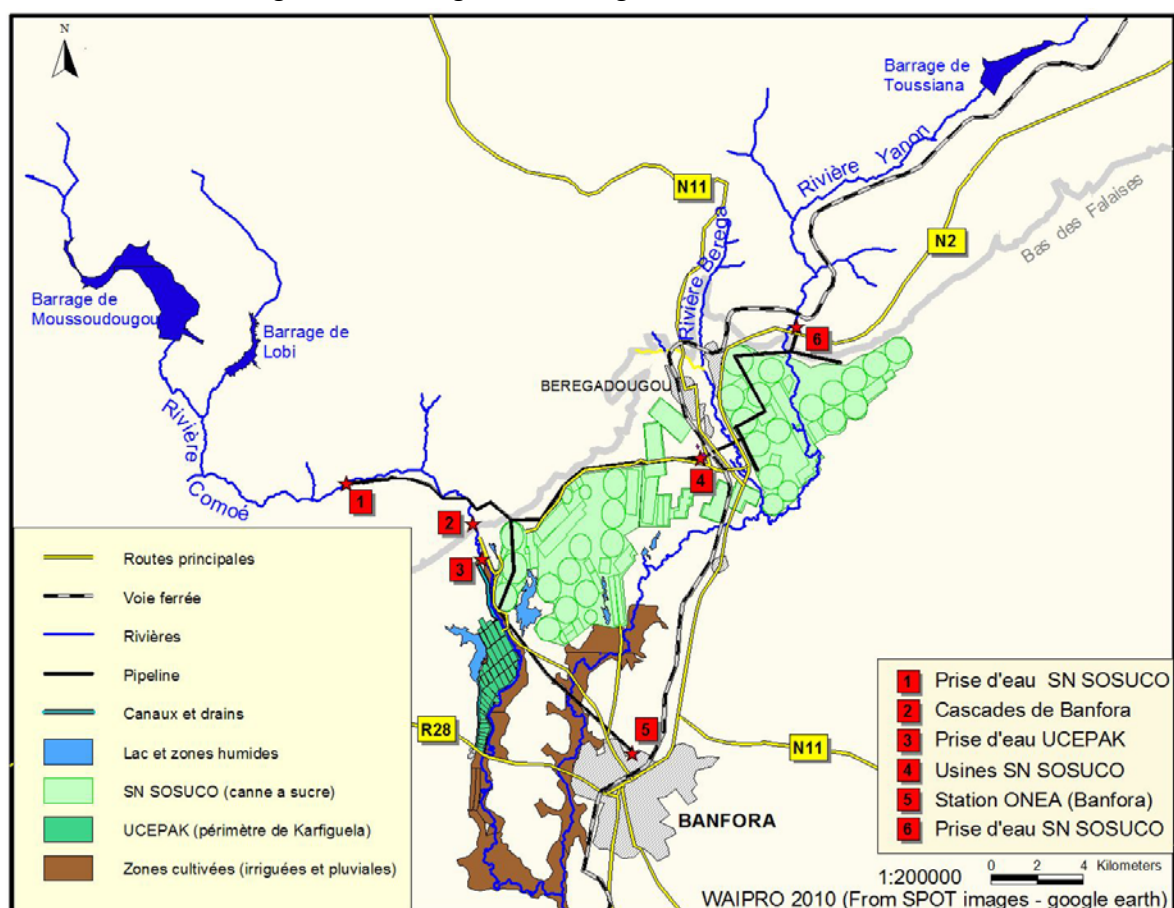 N
Barrage de
Toussiana
Rivière Yanon
N11
Rivière Berega
N2
Bas des Falaises
Barrage de
Moussoudougou
Barrage de
Lobi
6
BEREGADOUGOU
Rivière
Comoé
1
4
2
3
Routes principales
Voie ferrée
Rivières
Pipeline
Canaux et drains
Lac et zones humides
SN SOSUCO (canne a sucre)
UCEPAK (périmètre de Karfiguela)
Zones cultivées (irriguées et pluviales)
R28
5
N11
BANFORA
1 Prise d'eau SN SOSUCO
2 Cascades de Banfora
3 Prise d'eau UCEPAK
4 Usines SN SOSUCO
5 Station ONEA (Banfora)
6 Prise d'eau SN SOSUCO
0 2 4 Kilometers
1:200000
WAIPRO 2010 (From SPOT images - google earth)